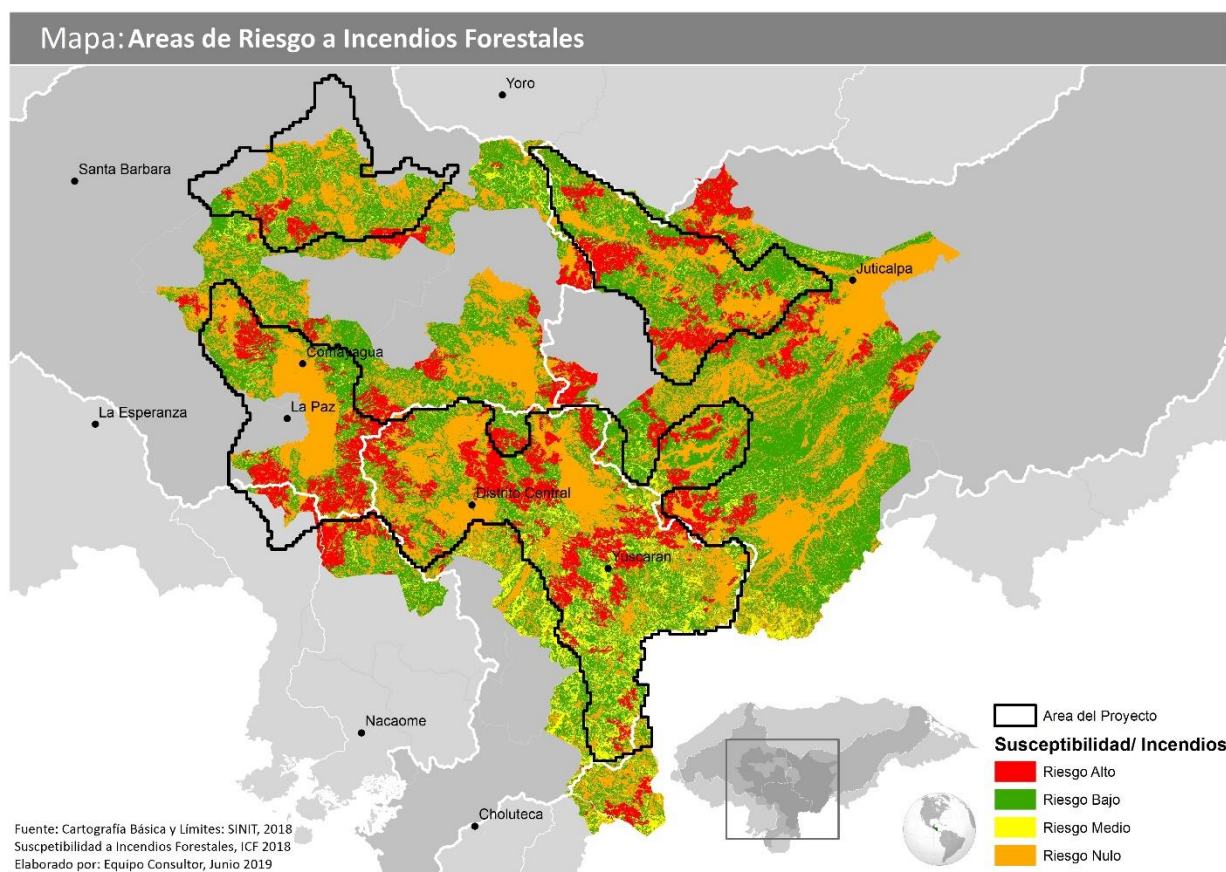 Mapa: Areas de Riesgo a Incendios Forestales
Yoro
Santa Barbara
Juticalpa
Comayagua
La Paz
La Esperanza
Distrito Central
Yuscaran
Nacaome
Choluteca
Area del Proyecto
Susceptibilidad/ Incendios
Riesgo Alto
Riesgo Bajo
Riesgo Medio
Riesgo Nulo
Fuente: Cartografía Básica y Límites: SINIT, 2018
Suscpetibilidad a Incendios Forestales, ICF 2018
Elaborado por: Equipo Consultor, Junio 2019